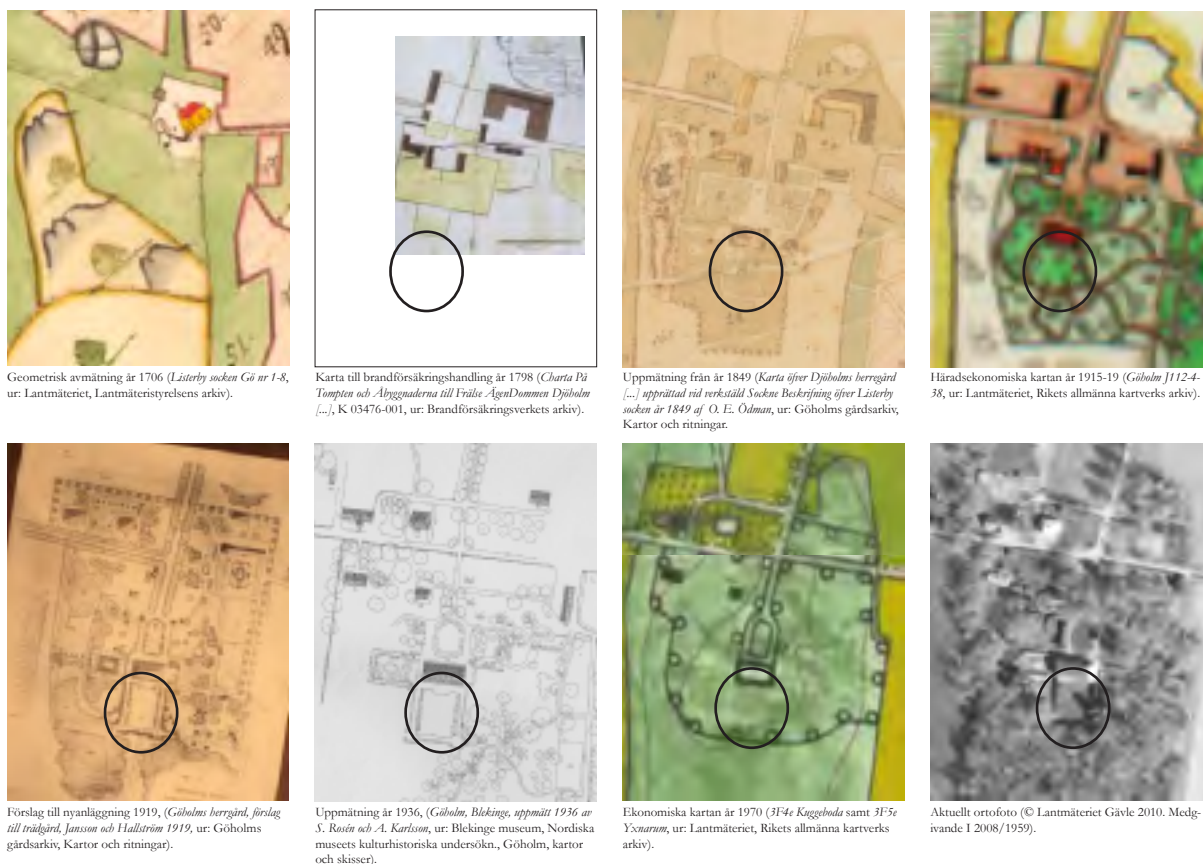 Geometrisk avmätning år 1706 (Listerby socken Gö nr 1-8,
ur: Lantmäteriet, Lantmäteristyrelsens arkiv).
Karta till brandförsäkringshandling år 1798 (Charta På
Tompten och Åbyggnaderna till Frälse ÄgenDommen Djöholm
[...], K 03476-001, ur: Brandförsäkringsverkets arkiv).
Uppmätning från år 1849 (Karta öfver Djöholms herregård
[...] upprättad vid verkstäld Sockne Beskrifning öfver Listerby
socken år 1849 af O. E. Ödman, ur: Göholms gårdsarkiv,
Kartor och ritningar.
Häradsekonomiska kartan år 1915-19 (Göholm J112-4-
38, ur: Lantmäteriet, Rikets allmänna kartverks arkiv).
Förslag till nyanläggning 1919, (Göholms herrgård, förslag
till trädgård, Jansson och Hallström 1919, ur: Göholms
gårdsarkiv, Kartor och ritningar).
Uppmätning år 1936, (Göholm, Blekinge, uppmätt 1936 av
S. Rosén och A. Karlsson, ur: Blekinge museum, Nordiska
museets kulturhistoriska undersökn., Göholm, kartor
och skisser).
Ekonomiska kartan år 1970 (3F4e Kuggeboda samt 3F5e
Yxnarum, ur: Lantmäteriet, Rikets allmänna kartverks
arkiv).
Aktuellt ortofoto (© Lantmäteriet Gävle 2010. Medg-
ivande I 2008/1959).